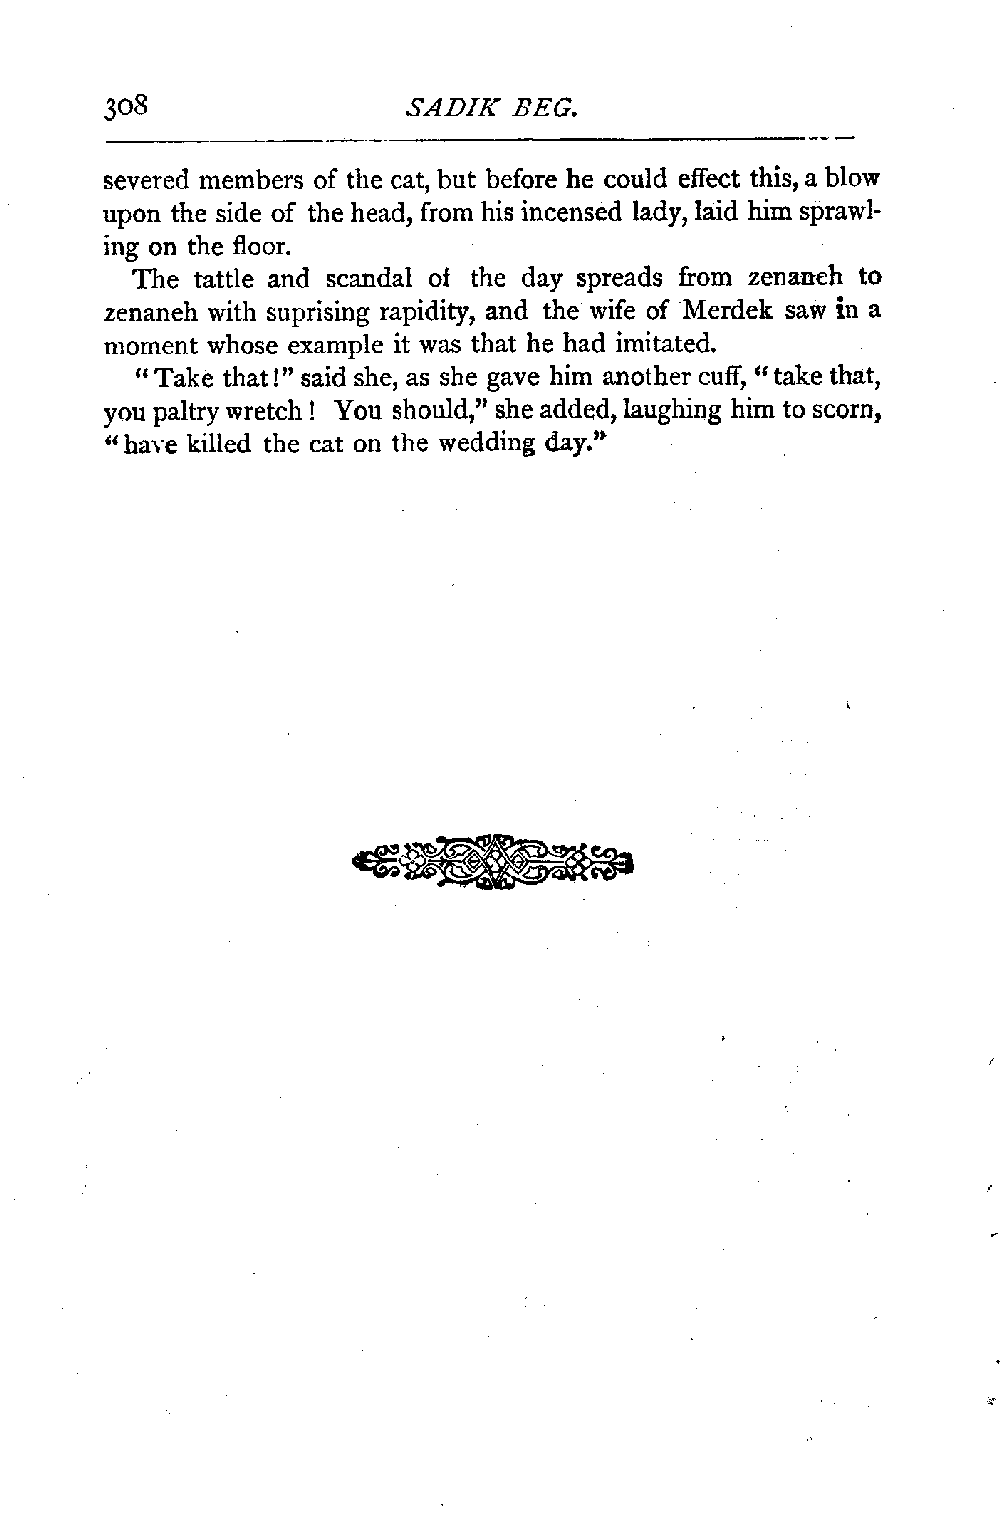 308 SADIK BEG.
severed members of the cat, but before he could effect this, a blow
upon the side of the head, from his incensed lady, laid him sprawl-
ing on the floor.
The tattle and scandal of the day spreads from zenaneh to
zenaneh with suprising rapidity, and the wife of Merdek saw in a
moment whose example it was that he had imitated.
"Take that!" said she, as she gave him another cuff, "take that,
you paltry wretch! You should," she added, laughing him to scorn,
"have killed the cat on the wedding day."